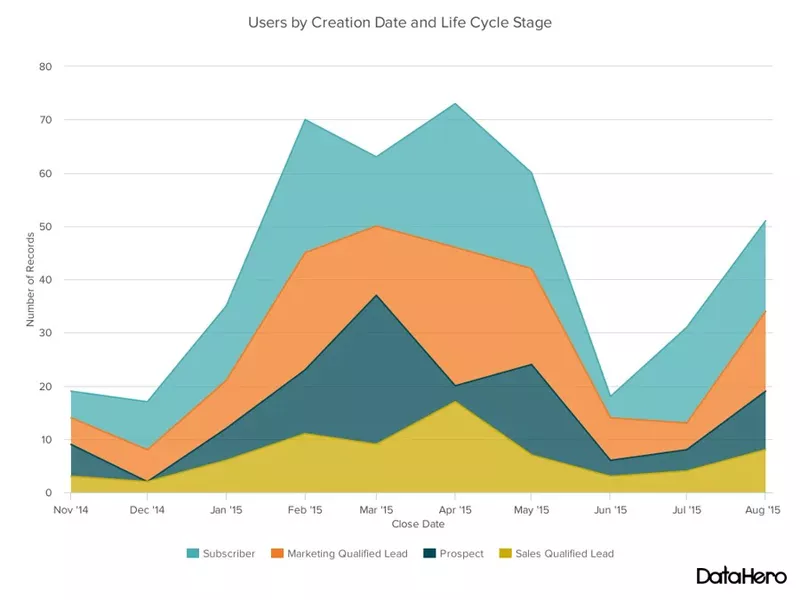 Users by Creation Date and Life Cycle Stage
80
70
60
50
40
30
20
10
0
Number of Records
Nov '14 Dec '14 Jan '15 Feb '15 Mar '15 Apr '15 May '15 Jun '15 Jul '15 Aug '15
Close Date
Subscriber Marketing Qualified Lead Prospect Sales Qualified Lead
DataHero